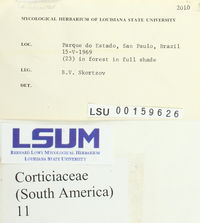 2010
MYCOLOGICAL HERBARIUM OF LOUISIANA STATE UNIVERSITY
LOC. Parque do Estado, Sao Paulo, Brazil
15-V-1969
(23) in forest in full shade
LEG. B.V. Skortzov
DET.
LSU 00159626
LSUM
BERNARD LOWY MYCOLOGICAL HERBARIUM
LOUISIANA STATE UNIVERSITY
Corticiaceae
(South America)
11